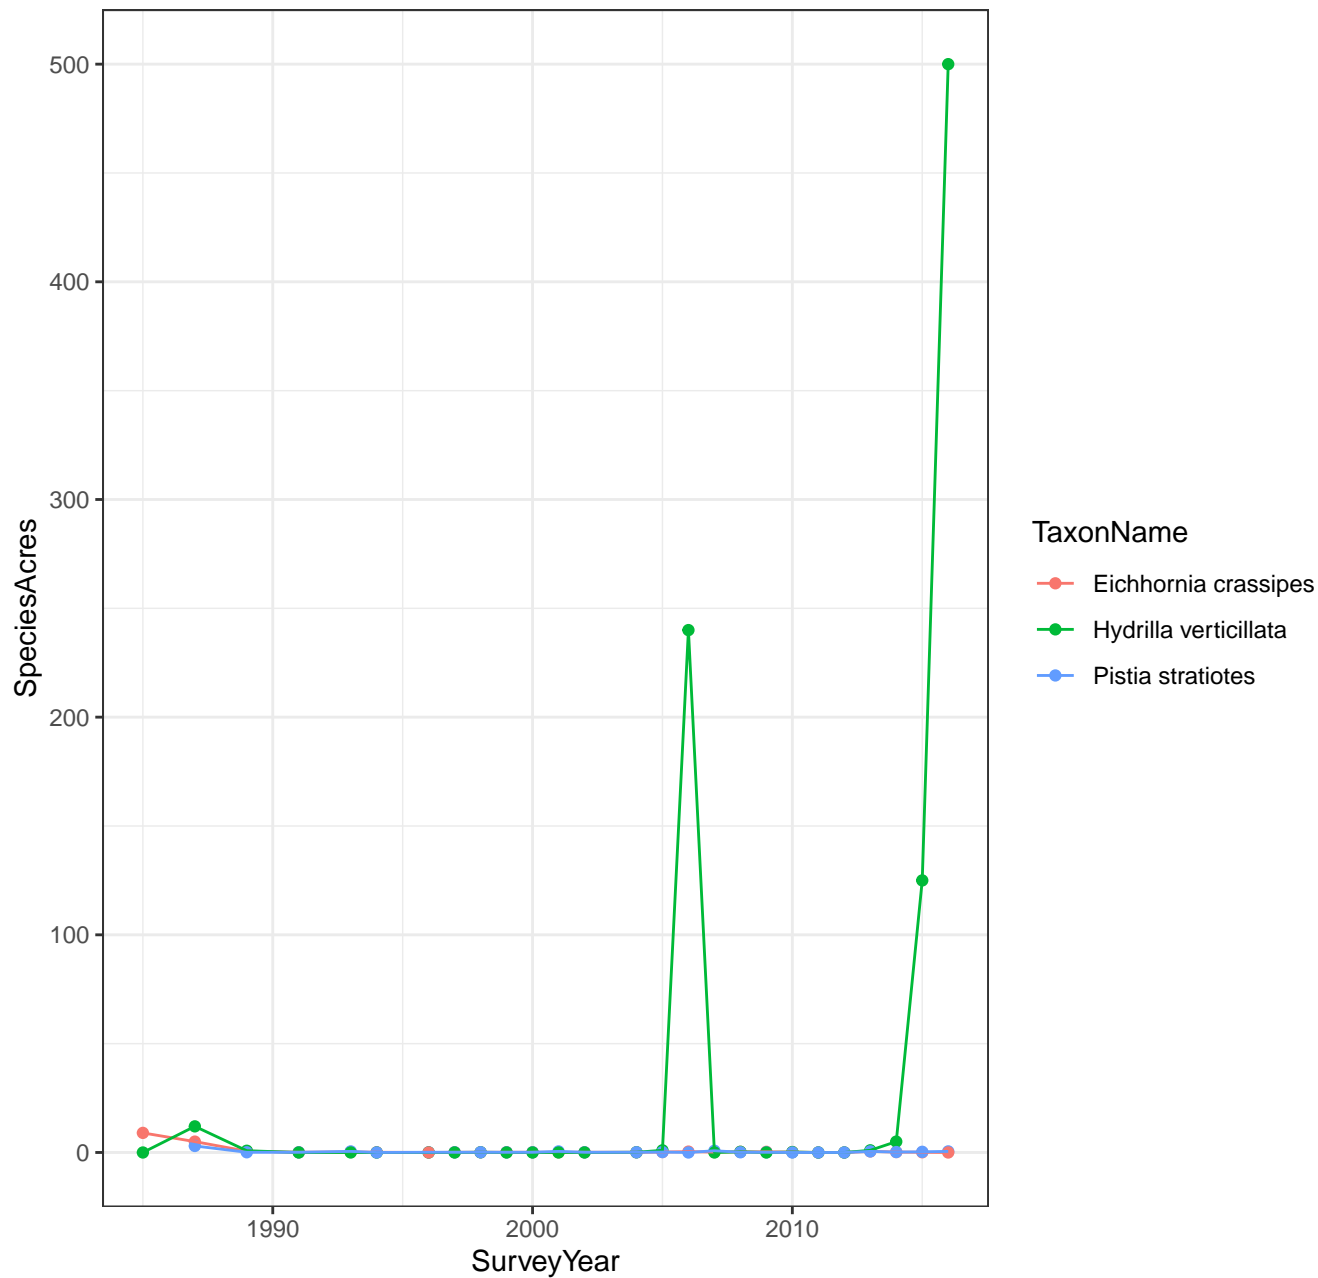 500
400
300
200
100
0
SpeciesAcres
1990
2000
2010
SurveyYear
TaxonName
Eichhornia crassipes
Hydrilla verticillata
Pistia stratiotes